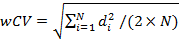 wCV = √(∑ᵢ₌₁ᴺ dᵢ² /(2 × N))